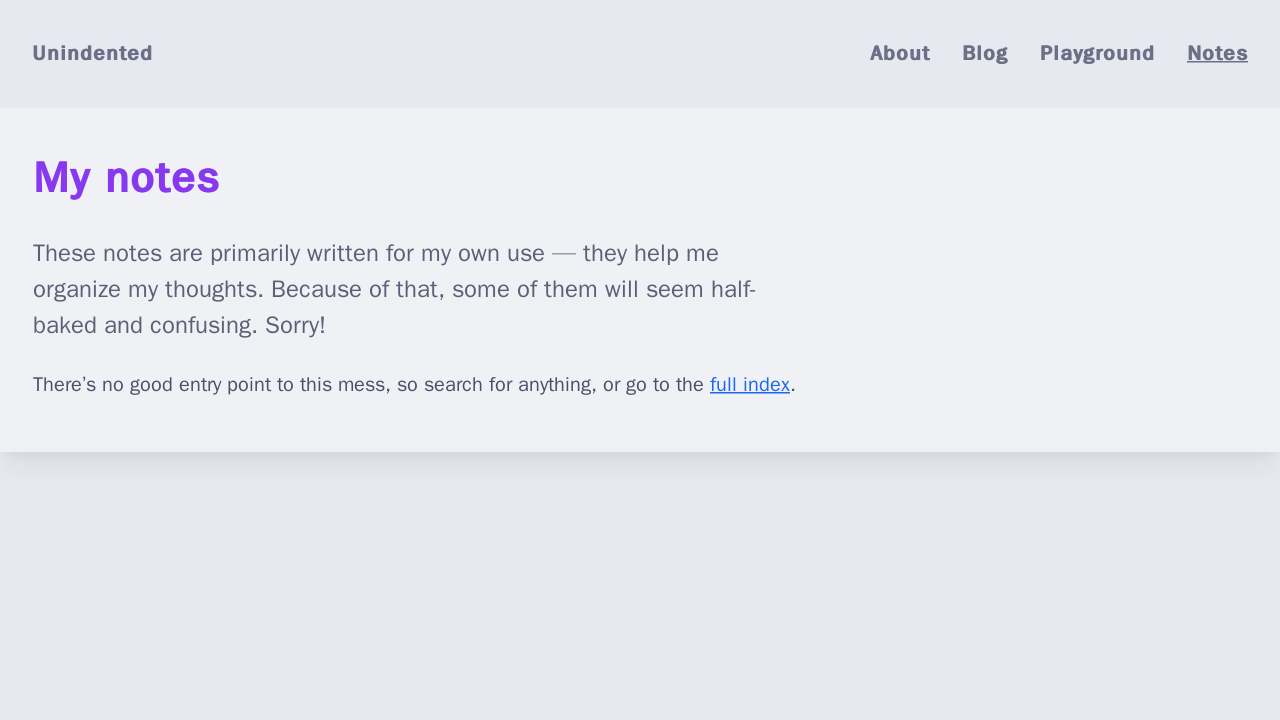 Unindented
About Blog Playground Notes
My notes
These notes are primarily written for my own use — they help me
organize my thoughts. Because of that, some of them will seem half-
baked and confusing. Sorry!
There’s no good entry point to this mess, so search for anything, or go to the full index.